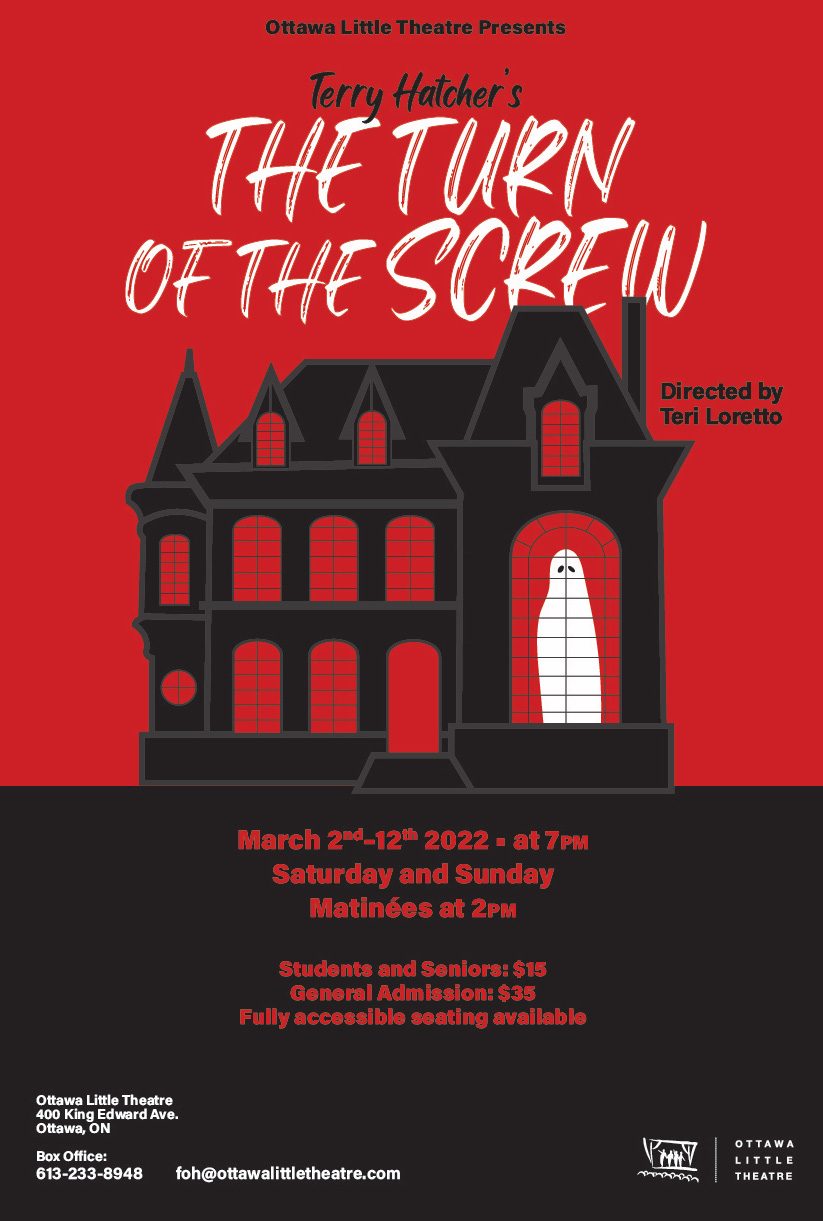 Ottawa Little Theatre Presents
Terry Hatcher's
THE TURN
OF THE SCREW
Directed by
Teri Loretto
March 2nd-12th 2022 ▪ at 7PM
Saturday and Sunday
Matinées at 2PM
Students and Seniors: $15
General Admission: $35
Fully accessible seating available
Ottawa Little Theatre
400 King Edward Ave.
Ottawa, ON
Box Office:
613-233-8948 foh@ottawalittletheatre.com
OTTAWA
LITTLE
THEATRE